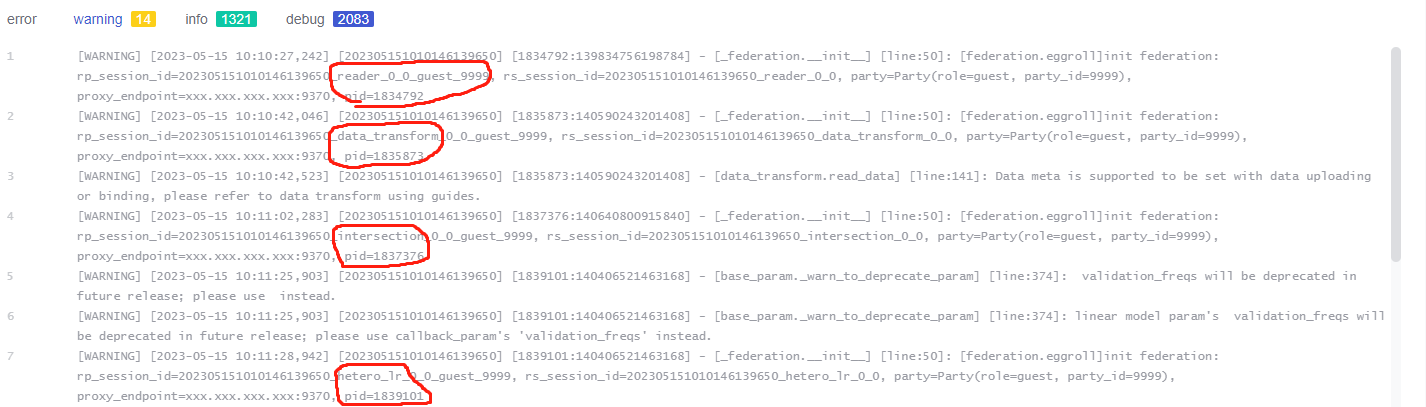 error warning 14 info 1321 debug 2083
1 [WARNING] [2023-05-15 10:10:27,242] [202305151010146139650] [1834792:139834756198784] - [_federation.__init__] [line:50]: [federation.eggroll]init federation:
rp_session_id=202305151010146139650_reader_0_0_guest_9999, rs_session_id=202305151010146139650_reader_0_0, party=Party(role=guest, party_id=9999),
proxy_endpoint=xxx.xxx.xxx.xxx:9370, pid=1834792
2 [WARNING] [2023-05-15 10:10:42,046] [202305151010146139650] [1835873:140590243201408] - [_federation.__init__] [line:50]: [federation.eggroll]init federation:
rp_session_id=202305151010146139650_data_transform_0_0_guest_9999, rs_session_id=202305151010146139650_data_transform_0_0, party=Party(role=guest, party_id=9999),
proxy_endpoint=xxx.xxx.xxx.xxx:9370, pid=1835873
3 [WARNING] [2023-05-15 10:10:42,523] [202305151010146139650] [1835873:140590243201408] - [data_transform.read_data] [line:141]: Data meta is supported to be set with data uploading
or binding, please refer to data transform using guides.
4 [WARNING] [2023-05-15 10:11:02,283] [202305151010146139650] [1837376:140640800915840] - [_federation.__init__] [line:50]: [federation.eggroll]init federation:
rp_session_id=202305151010146139650_intersection_0_0_guest_9999, rs_session_id=202305151010146139650_intersection_0_0, party=Party(role=guest, party_id=9999),
proxy_endpoint=xxx.xxx.xxx.xxx:9370, pid=1837376
5 [WARNING] [2023-05-15 10:11:25,903] [202305151010146139650] [1839101:140406521463168] - [base_param._warn_to_deprecate_param] [line:374]:  validation_freqs will be deprecated in
future release; please use  instead.
6 [WARNING] [2023-05-15 10:11:25,903] [202305151010146139650] [1839101:140406521463168] - [base_param._warn_to_deprecate_param] [line:374]: linear model param's  validation_freqs will
be deprecated in future release; please use callback_param's 'validation_freqs' instead.
7 [WARNING] [2023-05-15 10:11:28,942] [202305151010146139650] [1839101:140406521463168] - [_federation.__init__] [line:50]: [federation.eggroll]init federation:
rp_session_id=202305151010146139650_hetero_lr_0_0_guest_9999, rs_session_id=202305151010146139650_hetero_lr_0_0, party=Party(role=guest, party_id=9999),
proxy_endpoint=xxx.xxx.xxx.xxx:9370, pid=1839101